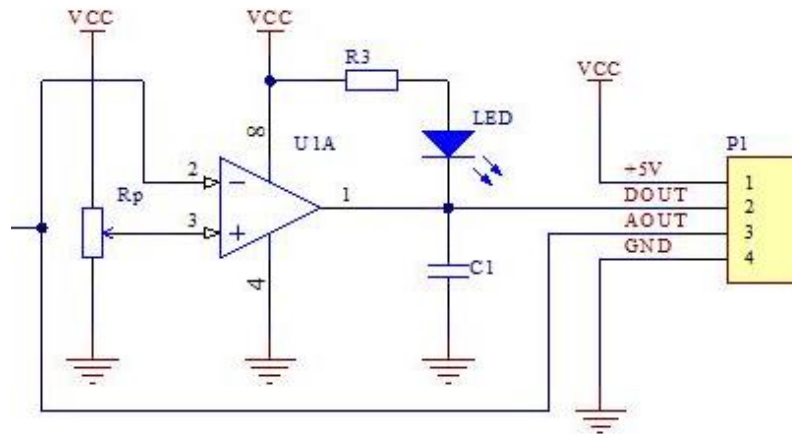 VCC
VCC
R3
VCC
LED
P1
8
U1A
2
−
+5V
1
Rp
1
DOUT
2
3
+
AOUT
3
GND
4
4
C1